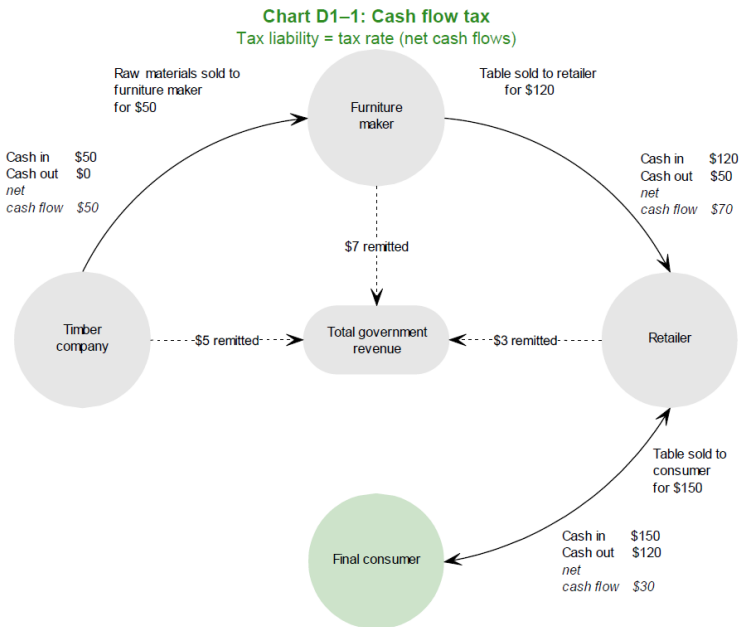 Chart D1–1: Cash flow tax
Tax liability = tax rate (net cash flows)
Raw materials sold to
furniture maker
for $50
Furniture
maker
Table sold to retailer
for $120
Cash in $50
Cash out $0
net
cash flow $50
Cash in $120
Cash out $50
net
cash flow $70
$7 remitted
Timber
company
$5 remitted
Total government
revenue
$3 remitted
Retailer
Table sold to
consumer
for $150
Final consumer
Cash in $150
Cash out $120
net
cash flow $30